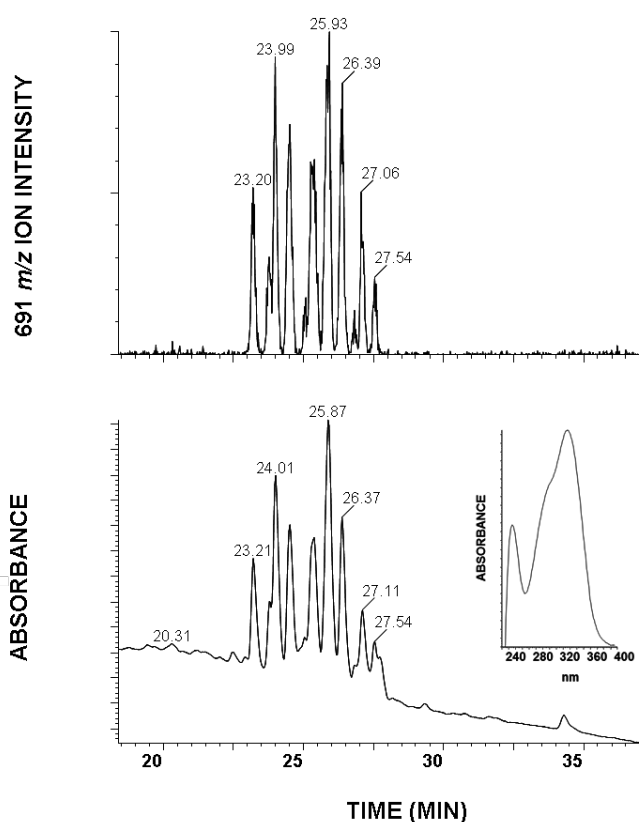 25.93
23.99
26.39
23.20
27.06
27.54
691 m/z ION INTENSITY
25.87
24.01
26.37
23.21
27.11
27.54
20.31
ABSORBANCE
ABSORBANCE
240 280 320 360 400
nm
20 25 30 35
TIME (MIN)